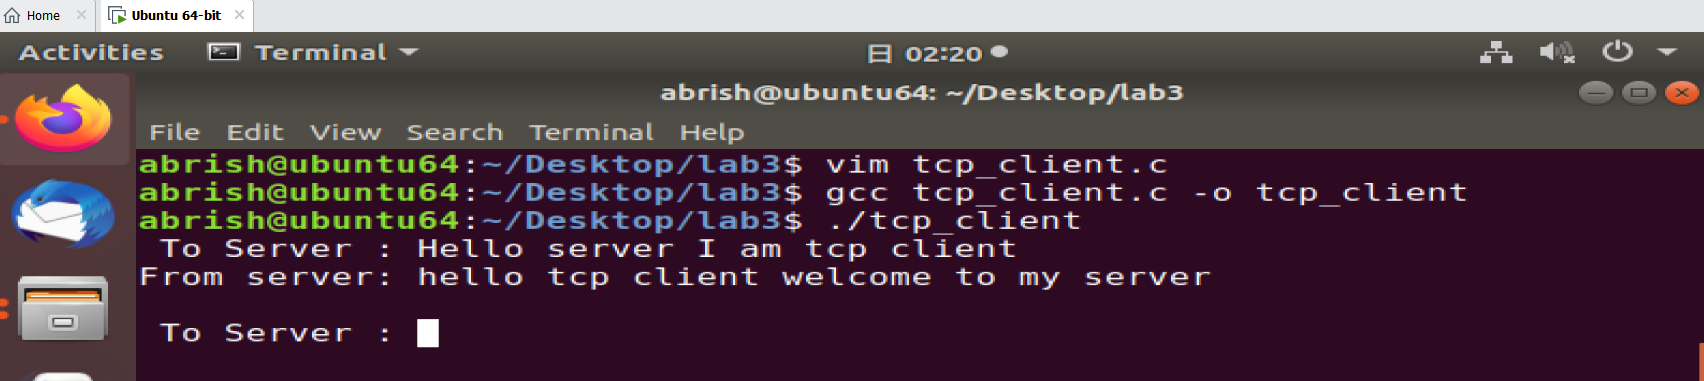 Home
Ubuntu 64-bit
Activities
Terminal
日 02:20
abrish@ubuntu64: ~/Desktop/lab3
File Edit View Search Terminal Help
abrish@ubuntu64:~/Desktop/lab3$ vim tcp_client.c
abrish@ubuntu64:~/Desktop/lab3$ gcc tcp_client.c -o tcp_client
abrish@ubuntu64:~/Desktop/lab3$ ./tcp_client
To Server : Hello server I am tcp client
From server: hello tcp client welcome to my server
To Server :